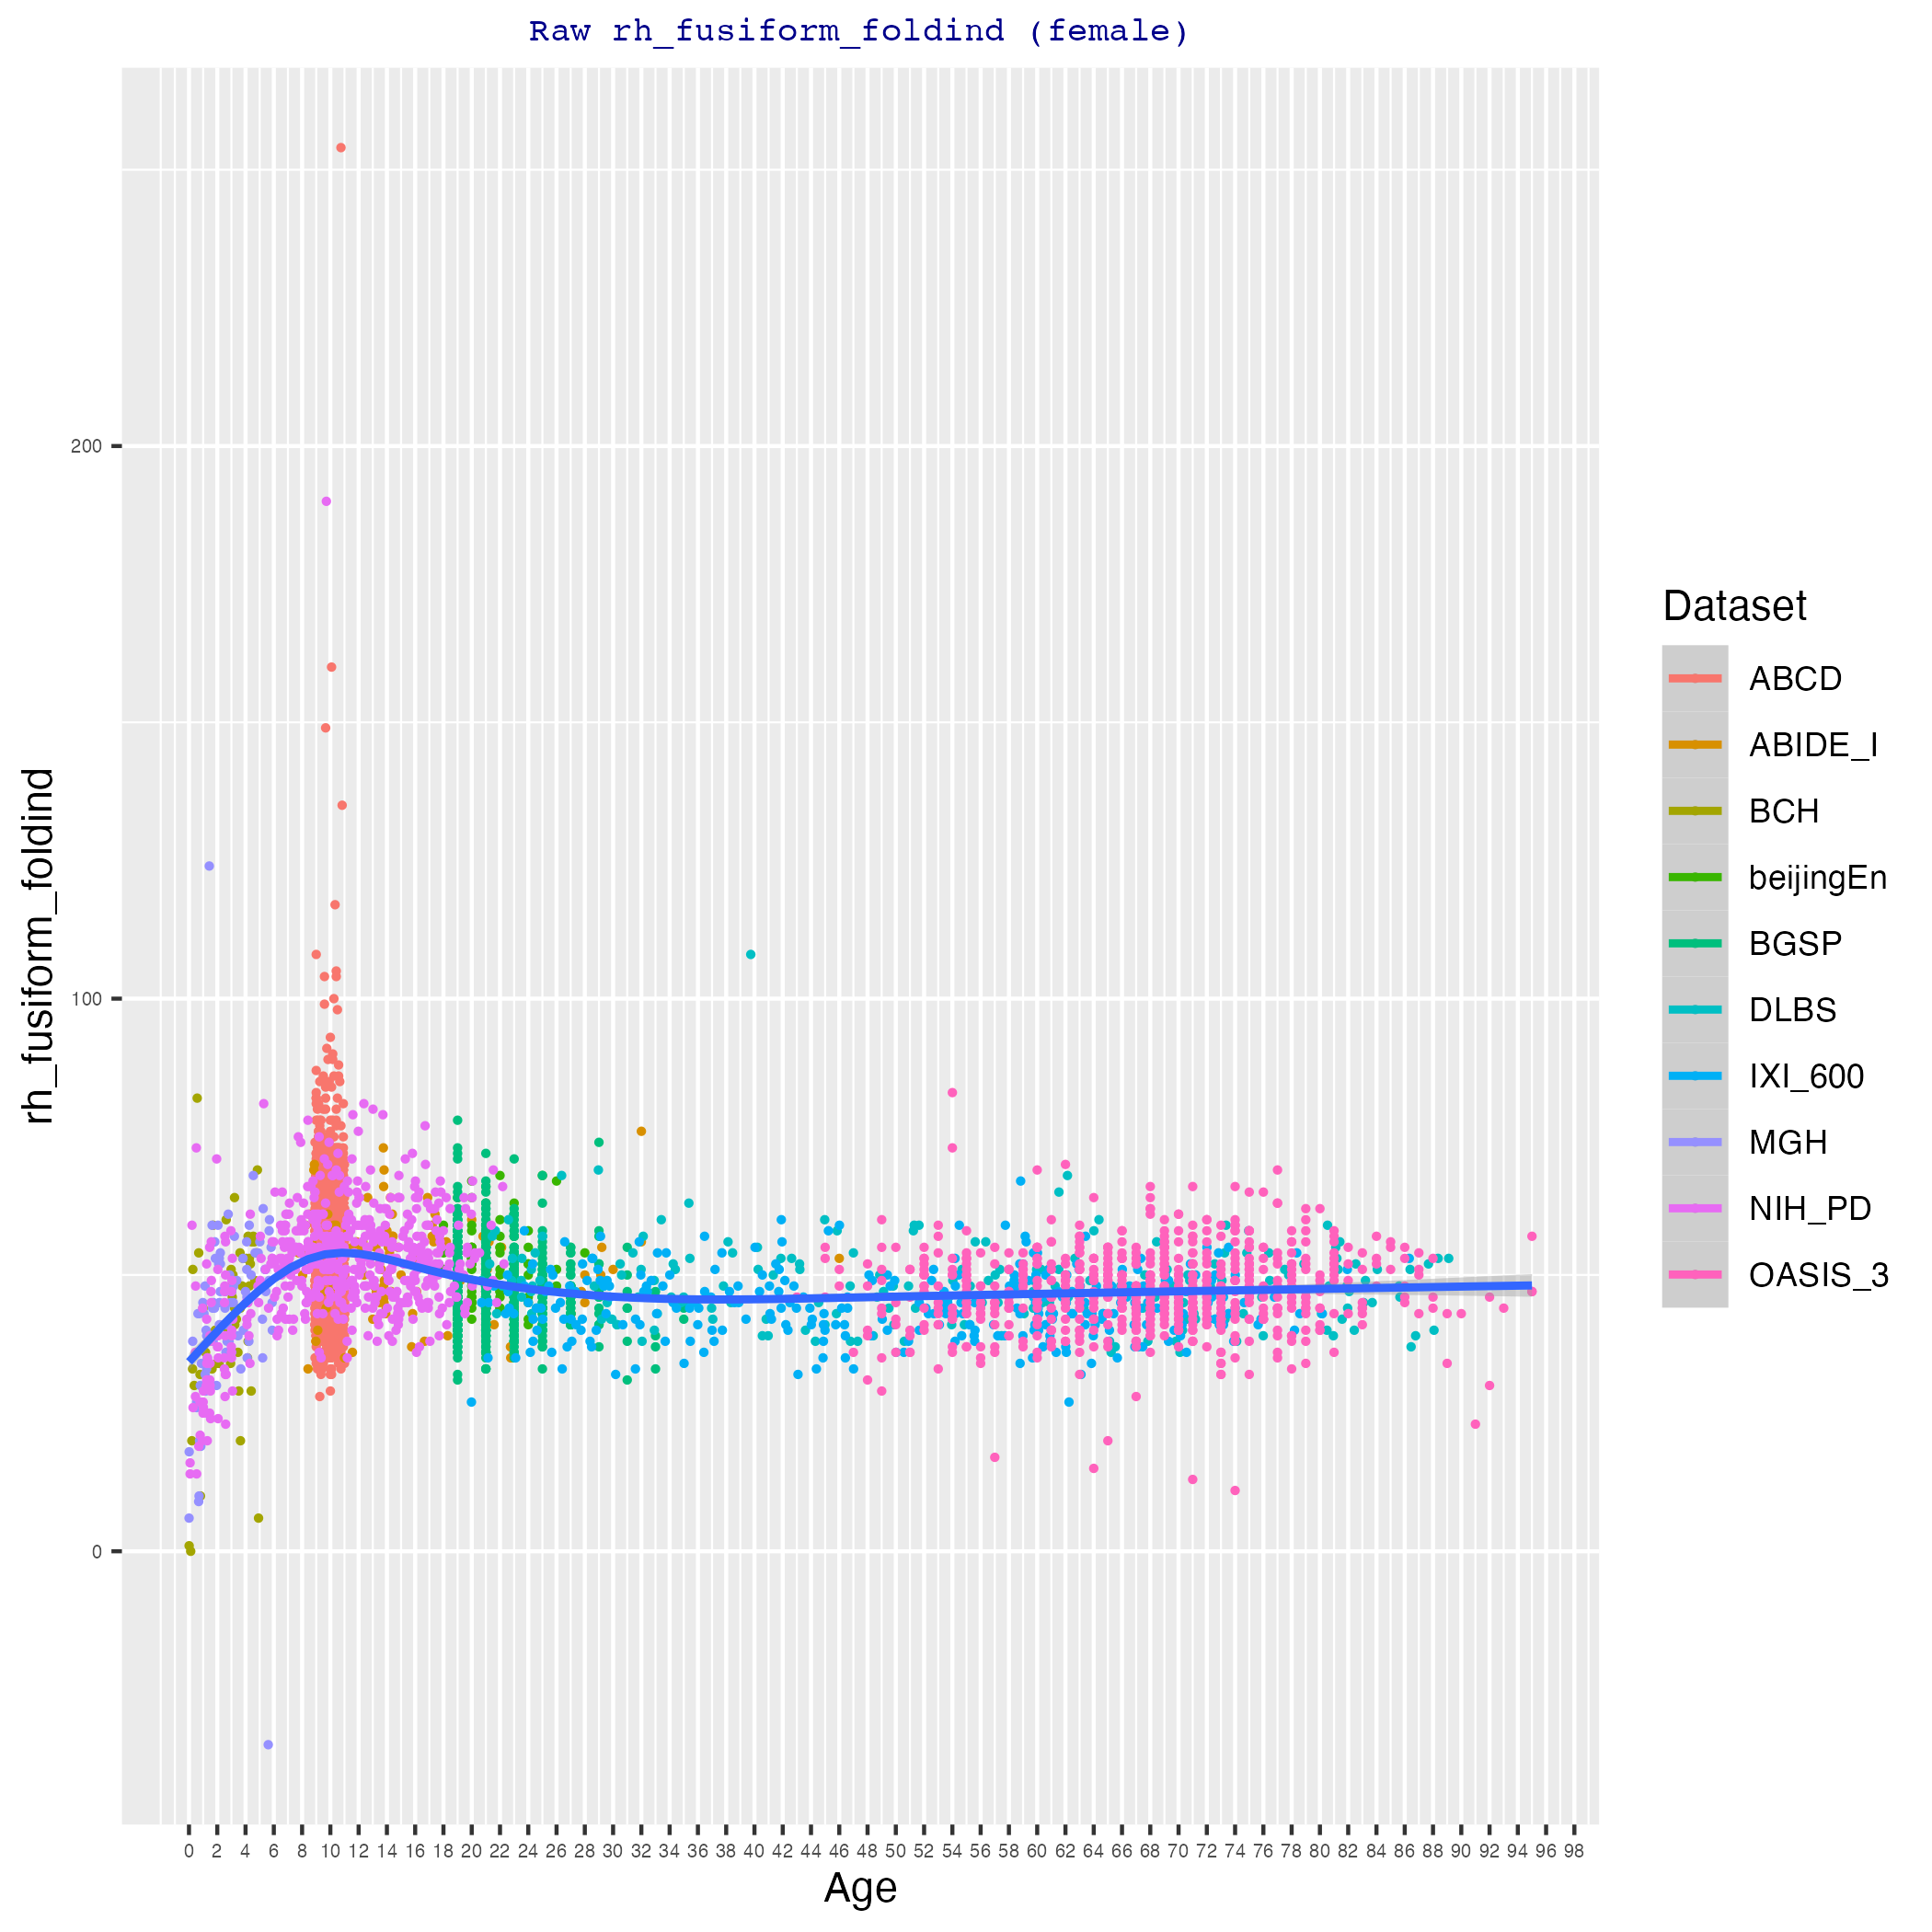 Raw rh_fusiform_foldind (female)
rh_fusiform_foldind
200
100
0
0 2 4 6 8 10 12 14 16 18 20 22 24 26 28 30 32 34 36 38 40 42 44 46 48 50 52 54 56 58 60 62 64 66 68 70 72 74 76 78 80 82 84 86 88 90 92 94 96 98
Age
Dataset
ABCD
ABIDE_I
BCH
beijingEn
BGSP
DLBS
IXI_600
MGH
NIH_PD
OASIS_3